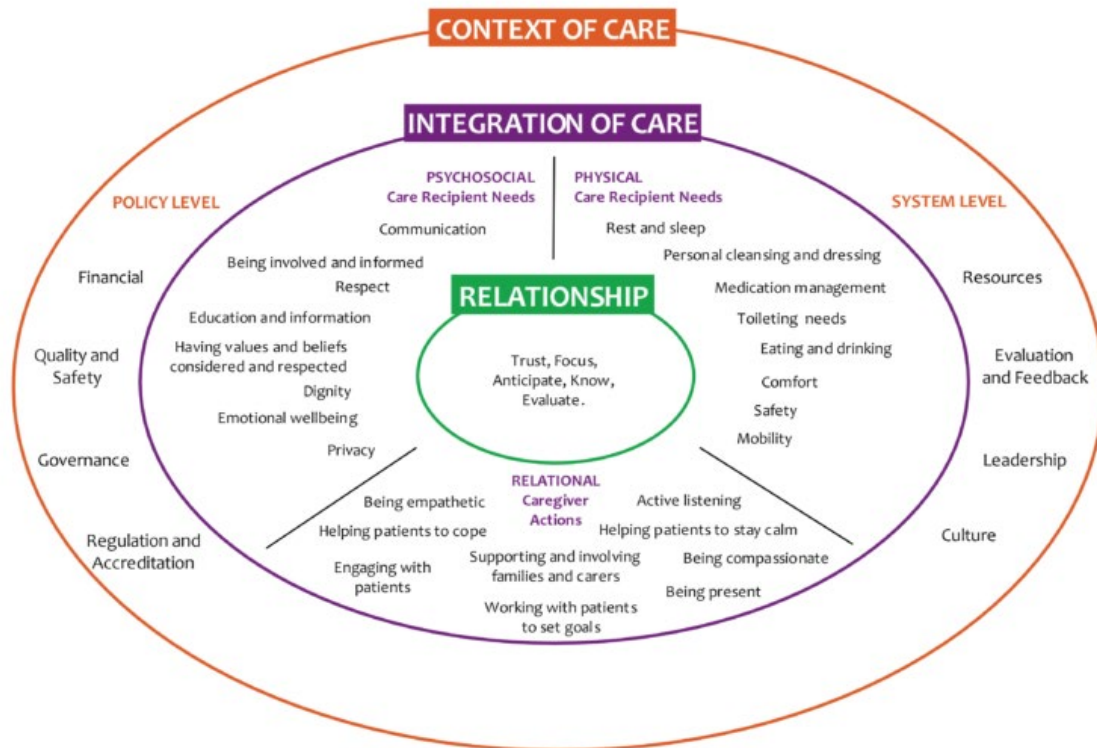 CONTEXT OF CARE
INTEGRATION OF CARE
POLICY LEVEL
Financial
Quality and
Safety
Governance
Regulation and
Accreditation
PSYCHOSOCIAL
Care Recipient Needs
Communication
Being involved and informed
Respect
Education and information
Having values and beliefs
considered and respected
Dignity
Emotional wellbeing
Privacy
PHYSICAL
Care Recipient Needs
Rest and sleep
Personal cleansing and dressing
Medication management
Toileting needs
Eating and drinking
Comfort
Safety
Mobility
RELATIONSHIP
Trust, Focus,
Anticipate, Know,
Evaluate.
RELATIONAL
Caregiver
Actions
Being empathetic
Helping patients to cope
Engaging with
patients
Supporting and involving
families and carers
Working with patients
to set goals
Active listening
Helping patients to stay calm
Being compassionate
Being present
SYSTEM LEVEL
Resources
Evaluation
and Feedback
Leadership
Culture